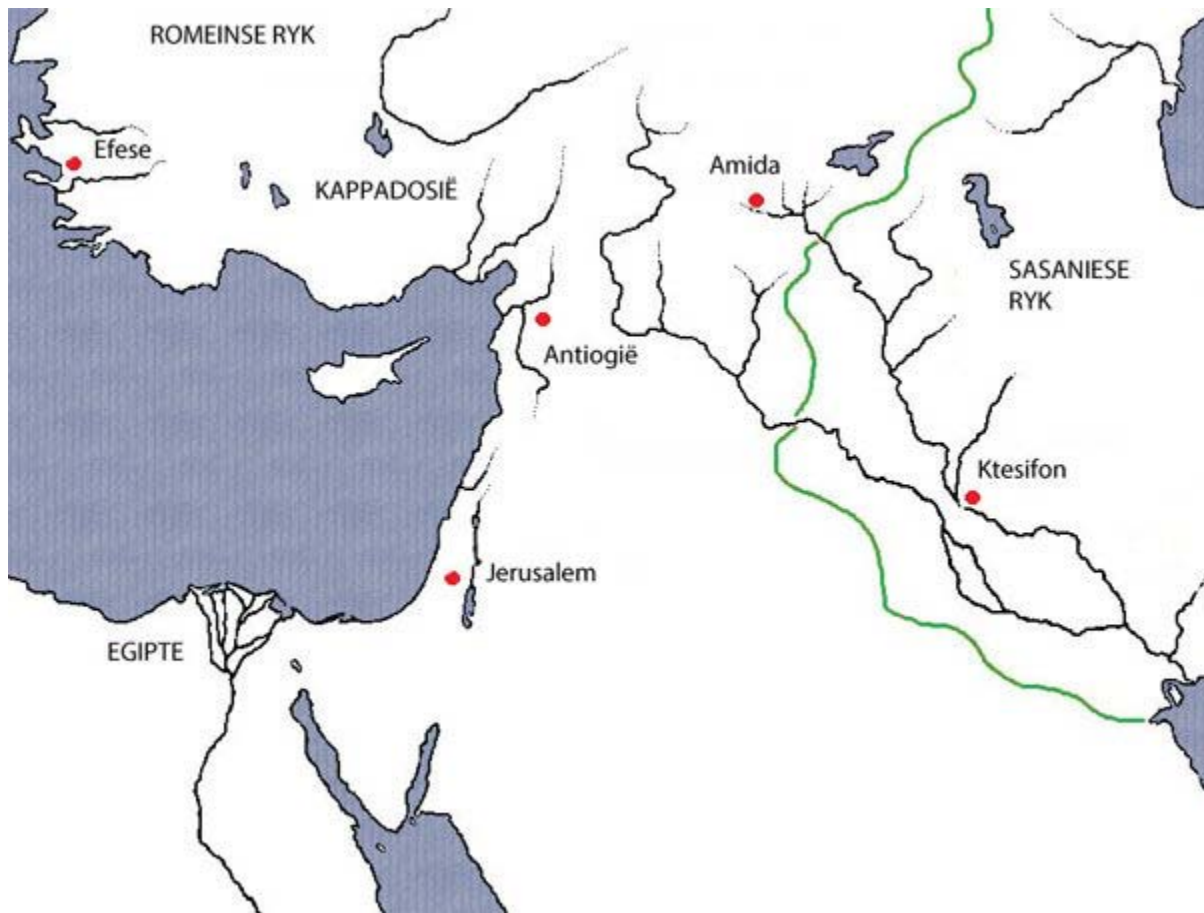 ROMEINSE RYK
Efese
KAPPADOSIË
Amida
SASANIESE
RYK
Antiogië
Ktesifon
Jerusalem
EGIPTE